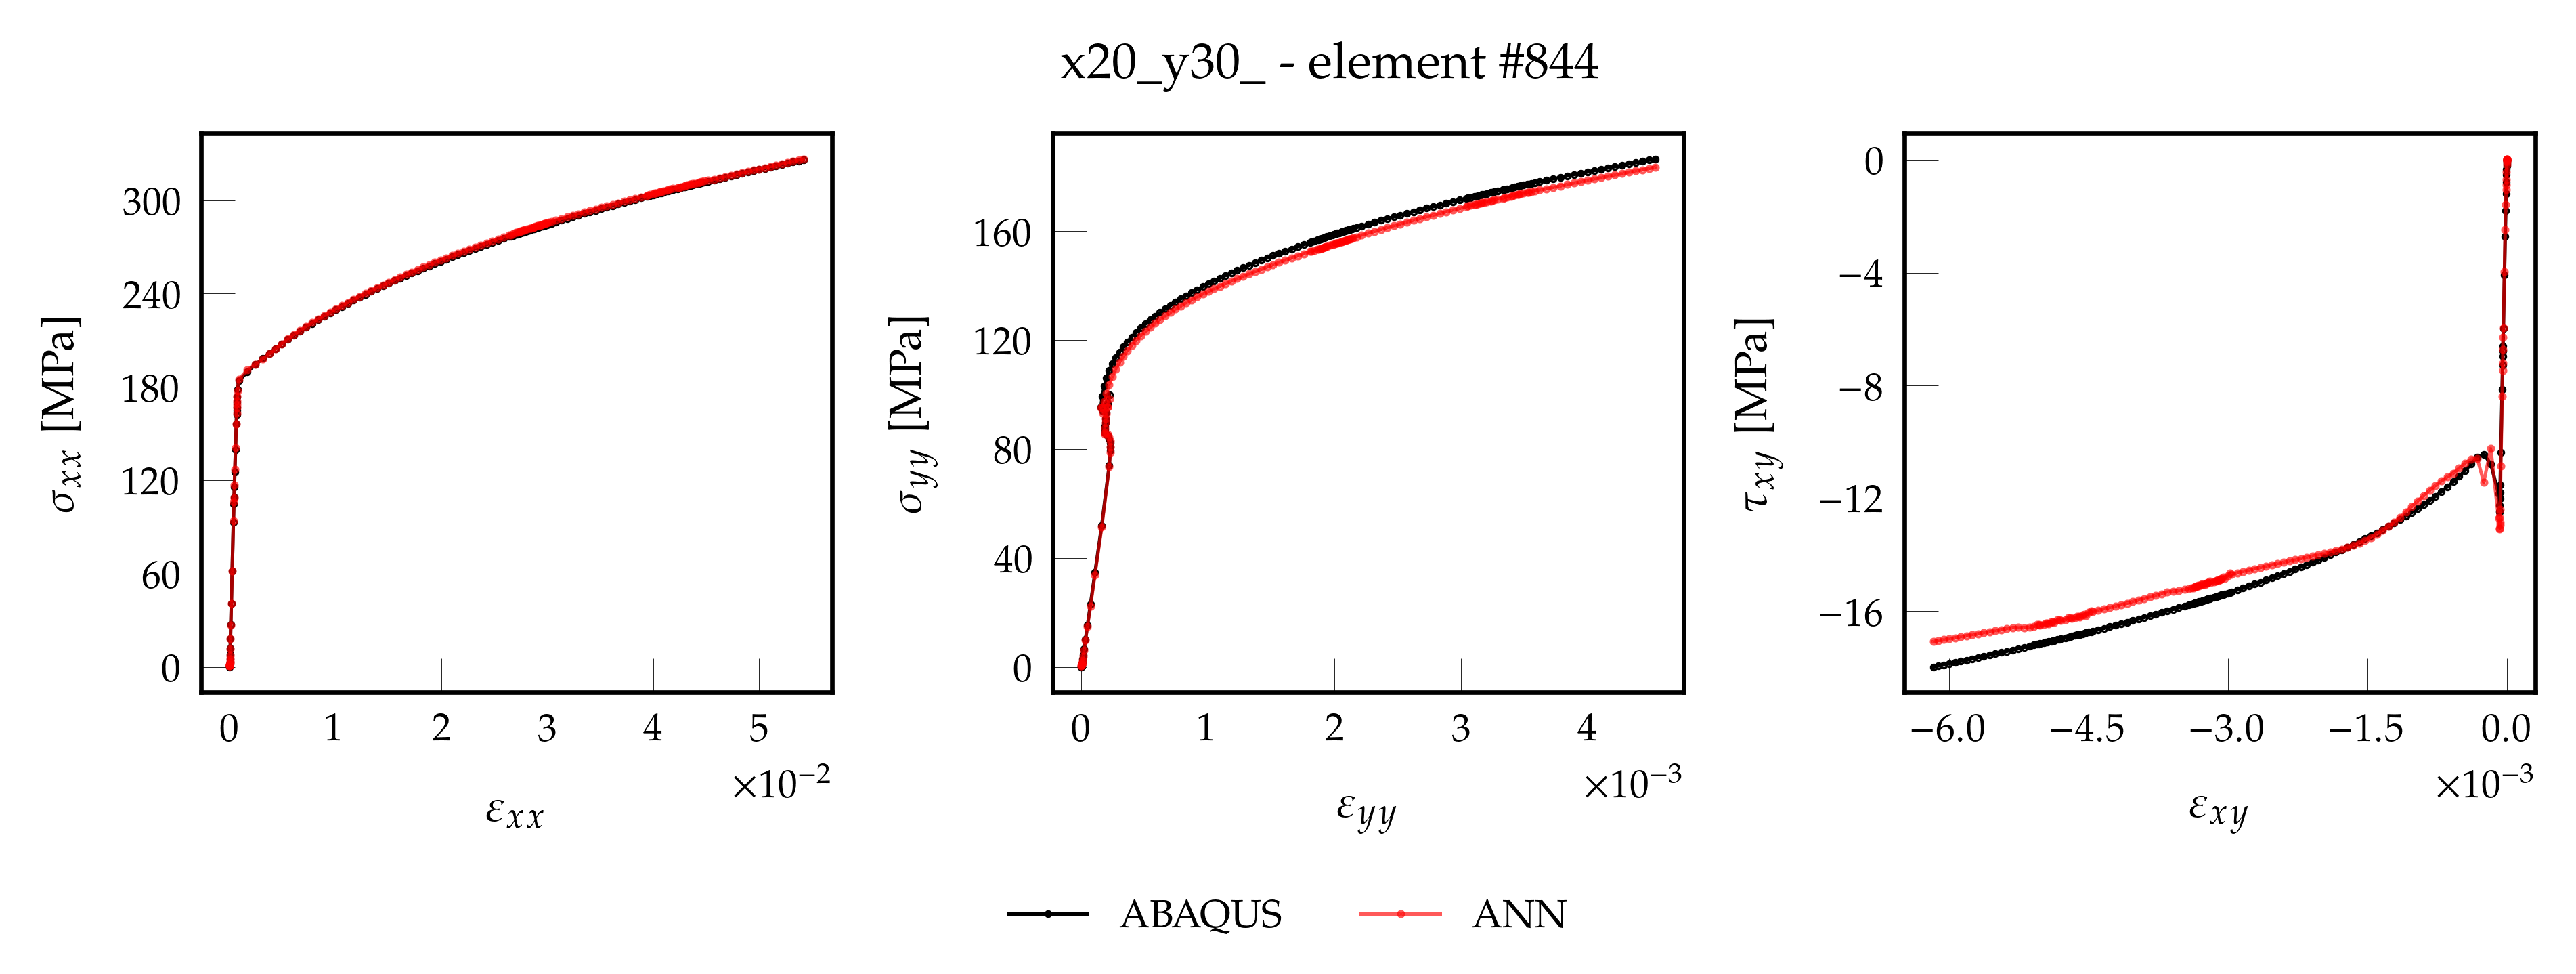 x20_y30_ - element #844
σxx [MPa]
300
240
180
120
60
0
0 1 2 3 4 5
×10−2
εxx
σyy [MPa]
160
120
80
40
0
0 1 2 3 4
×10−3
εyy
τxy [MPa]
0
−4
−8
−12
−16
−6.0 −4.5 −3.0 −1.5 0.0
×10−3
εxy
ABAQUS ANN